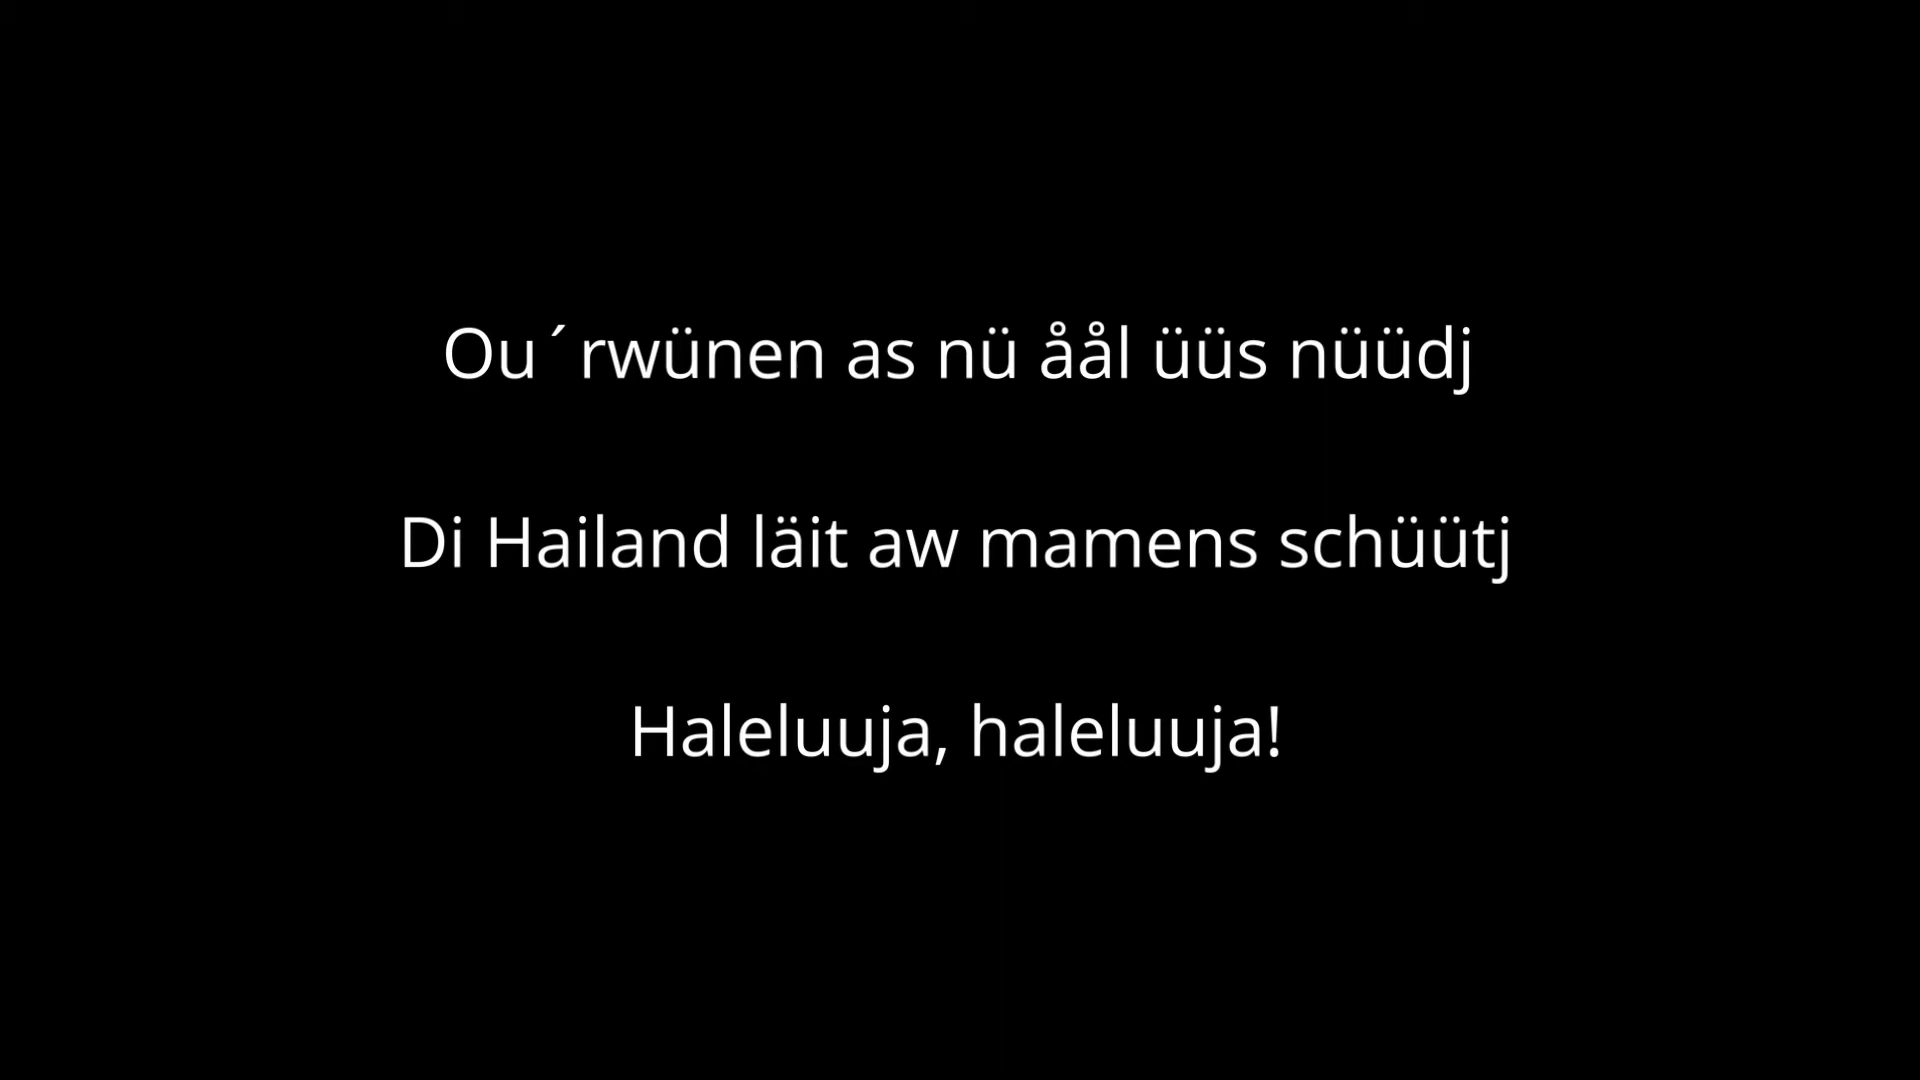 Ou´rwünen as nü åål üüs nüüdj
Di Hailand läit aw mamens schüütj
Haleluuja, haleluuja!